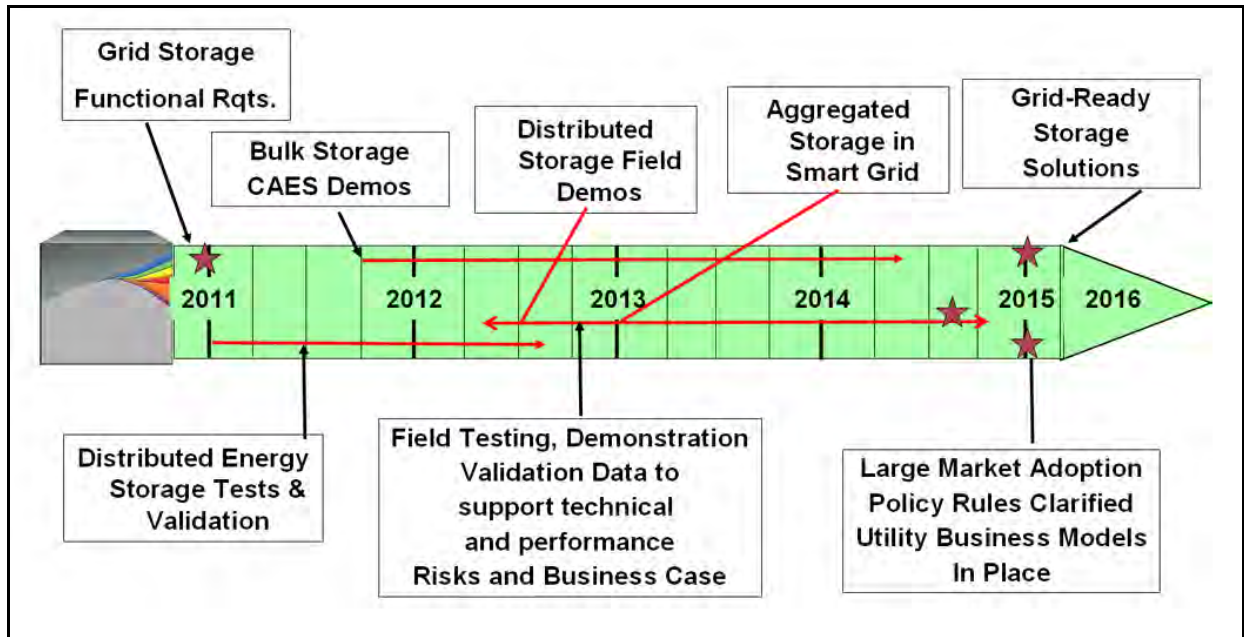 Grid Storage
Functional Rqts.
Bulk Storage
CAES Demos
Distributed
Storage Field
Demos
Aggregated
Storage in
Smart Grid
Grid-Ready
Storage
Solutions
2011
2012
2013
2014
2015
2016
Distributed Energy
Storage Tests &
Validation
Field Testing, Demonstration
Validation Data to
support technical
and performance
Risks and Business Case
Large Market Adoption
Policy Rules Clarified
Utility Business Models
In Place